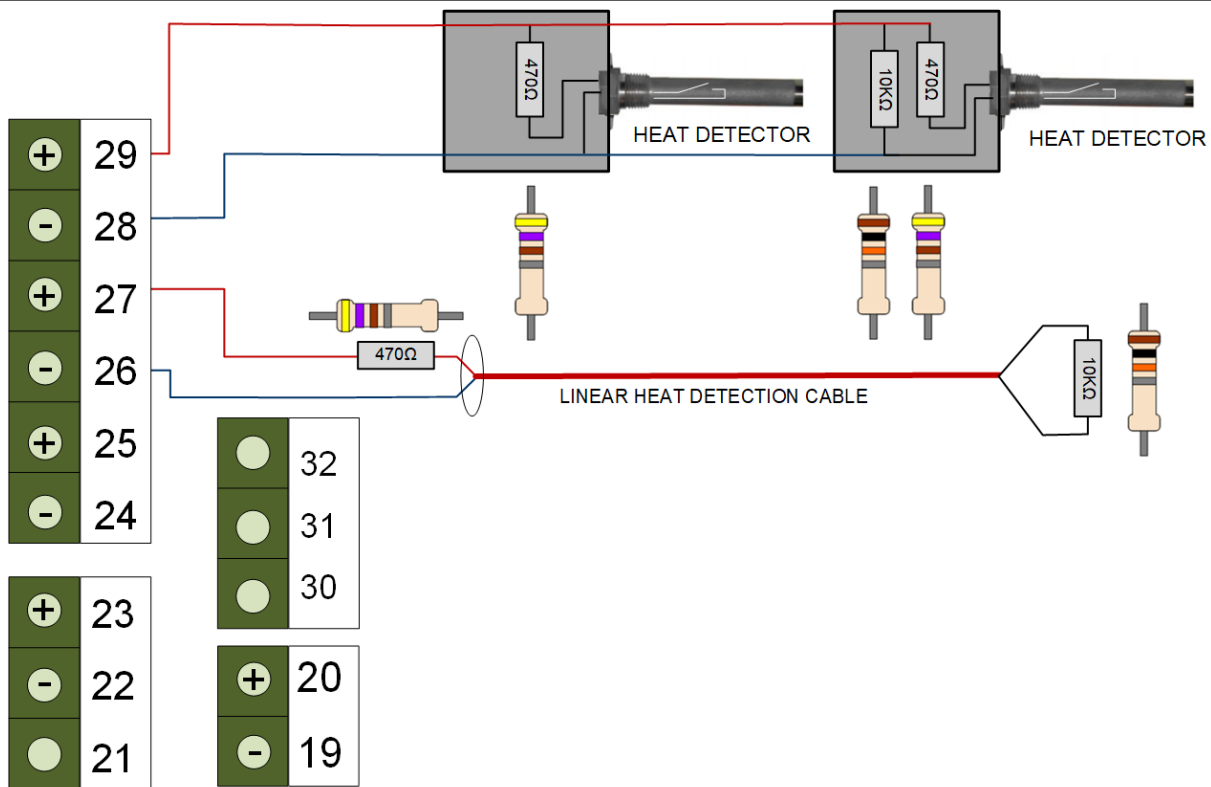 470Ω
10KΩ
470Ω
HEAT DETECTOR
HEAT DETECTOR
+ 29
- 28
+ 27
- 26
+ 25
- 24
470Ω
LINEAR HEAT DETECTION CABLE
10KΩ
32
31
30
+ 23
- 22
21
+ 20
- 19